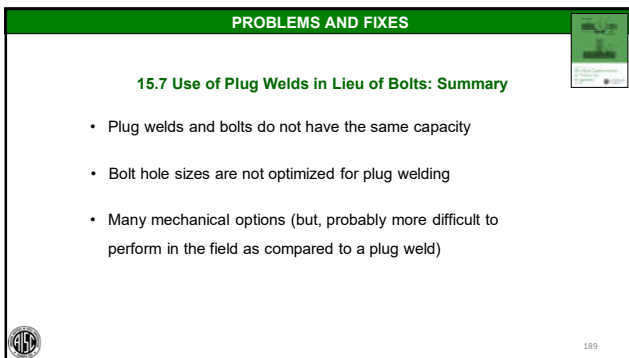 PROBLEMS AND FIXES
15.7 Use of Plug Welds in Lieu of Bolts: Summary
• Plug welds and bolts do not have the same capacity
• Bolt hole sizes are not optimized for plug welding
• Many mechanical options (but, probably more difficult to
perform in the field as compared to a plug weld)
AISC
189